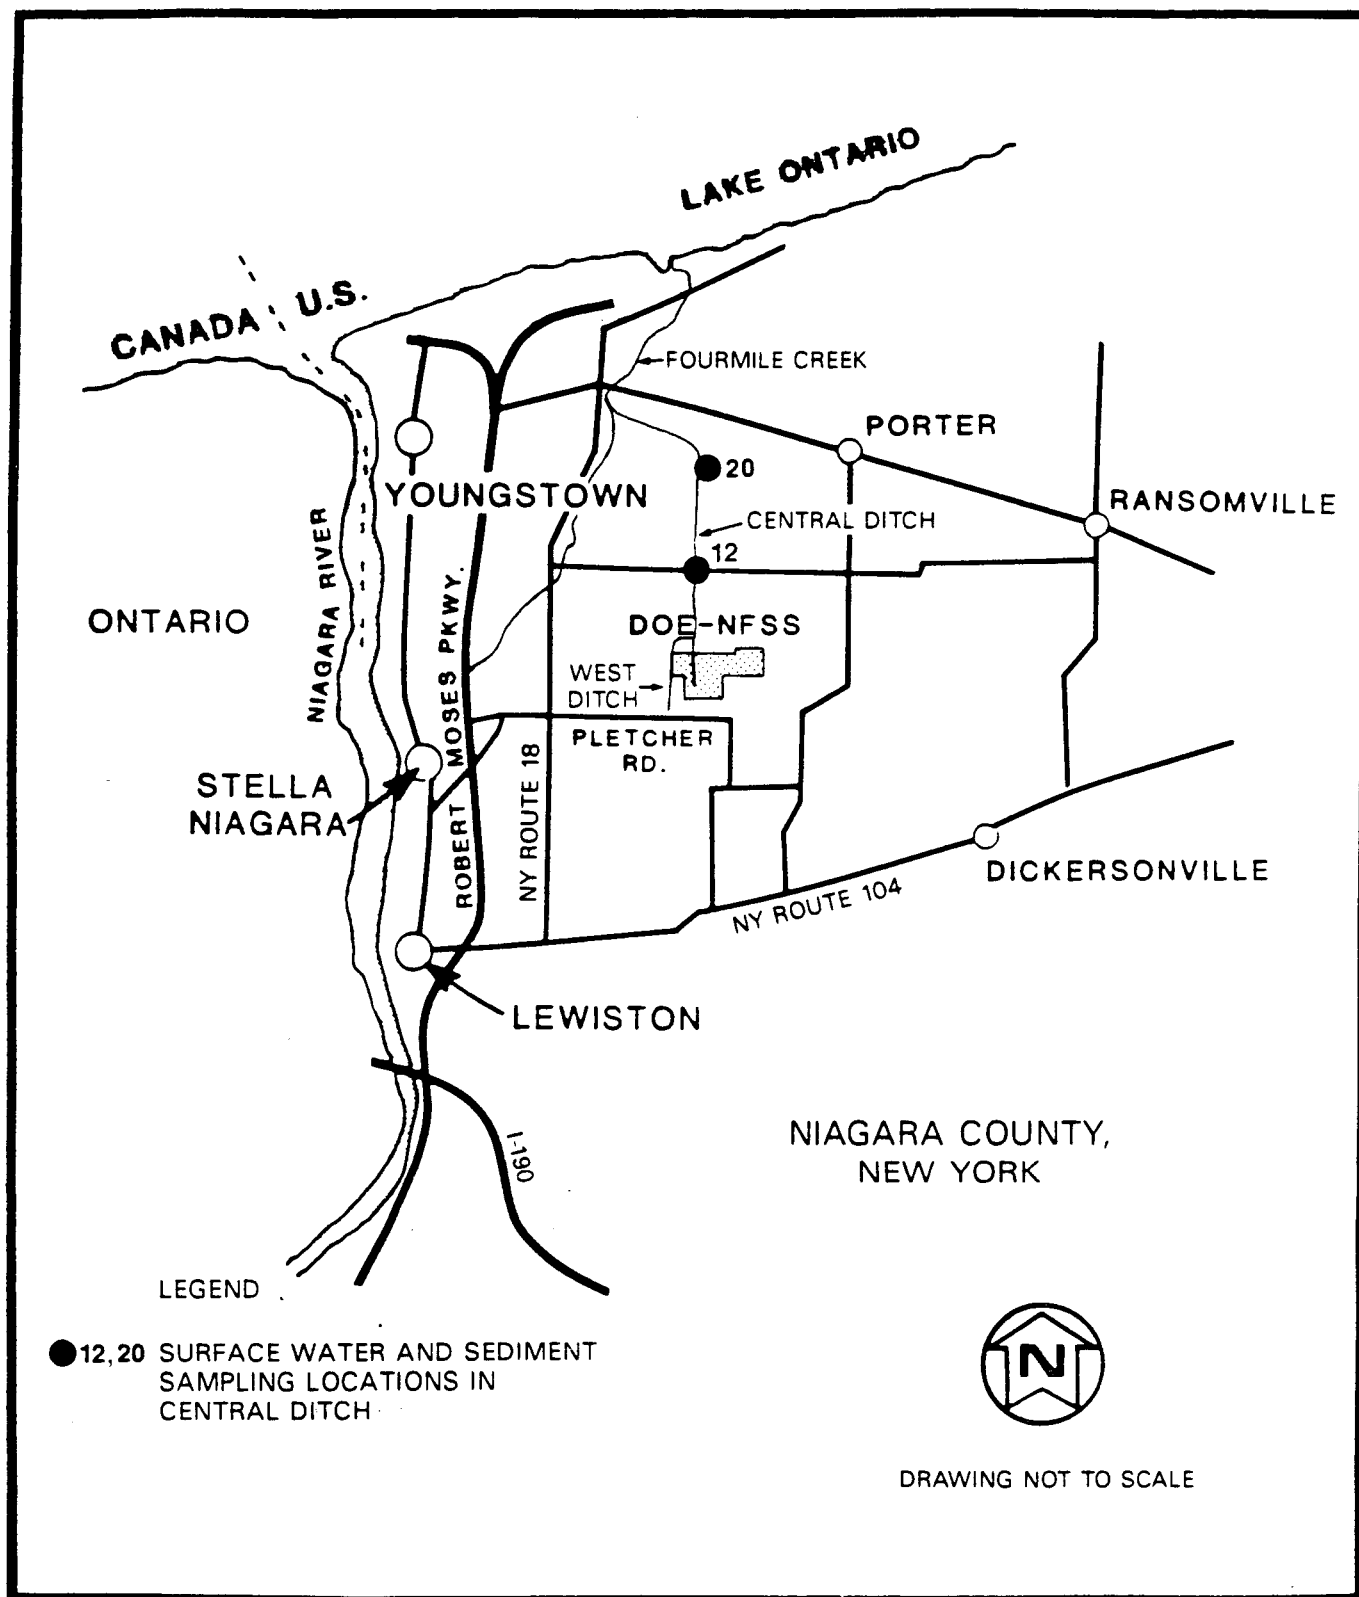 LAKE ONTARIO
CANADA
U.S.
FOURMILE CREEK
PORTER
20
YOUNGSTOWN
RANSOMVILLE
CENTRAL DITCH
12
NIAGARA RIVER
ONTARIO
DOE-NFSS
WEST
DITCH
ROBERT MOSES PKWY.
PLETCHER
RD.
NY ROUTE 18
STELLA
NIAGARA
DICKERSONVILLE
NY ROUTE 104
LEWISTON
I-190
NIAGARA COUNTY,
NEW YORK
LEGEND
12,20 SURFACE WATER AND SEDIMENT
SAMPLING LOCATIONS IN
CENTRAL DITCH
N
DRAWING NOT TO SCALE